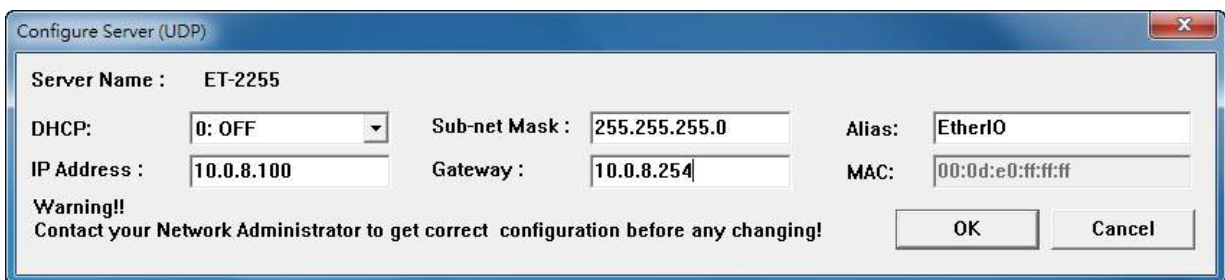 Configure Server (UDP)
Server Name : ET-2255
DHCP: 0: OFF Sub-net Mask : 255.255.255.0 Alias: EtherIO
IP Address : 10.0.8.100 Gateway : 10.0.8.254 MAC: 00:0d:e0:ff:ff:ff
Warning!!
Contact your Network Administrator to get correct configuration before any changing!
OK Cancel